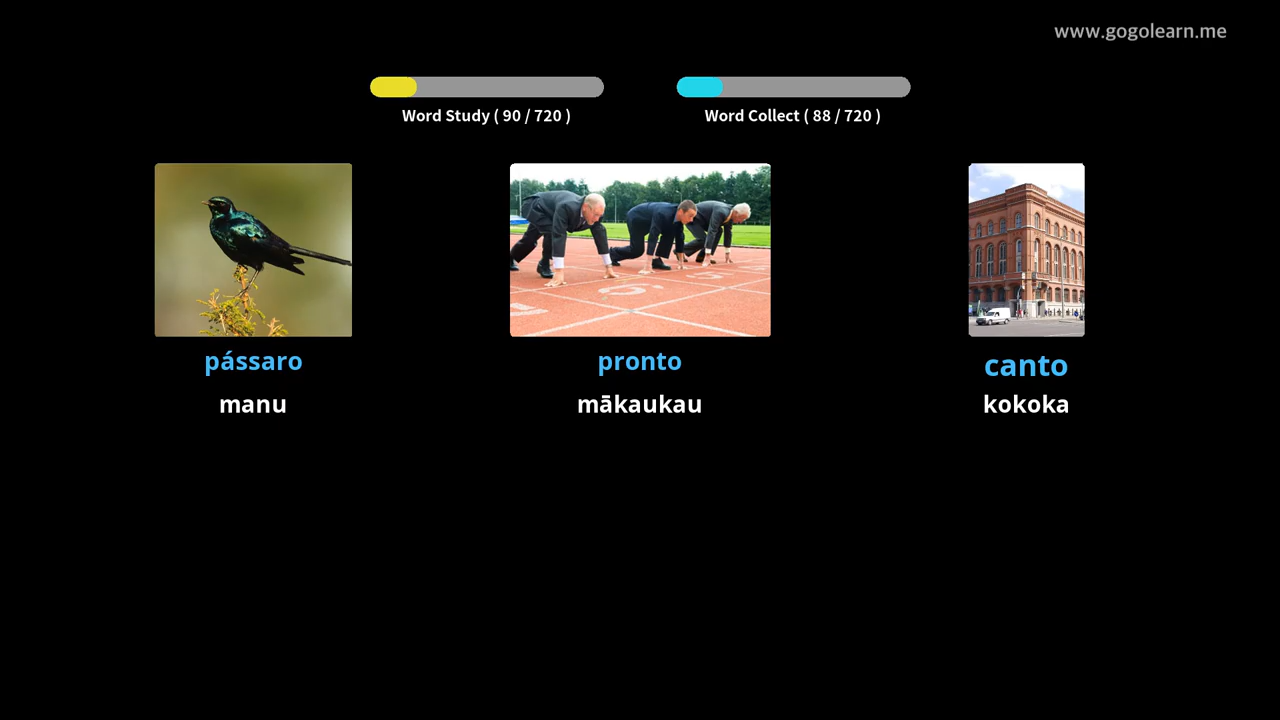 www.gogolearn.me
Word Study ( 90 / 720 )
Word Collect ( 88 / 720 )
pássaro
pronto
canto
manu
mākaukau
kokoka